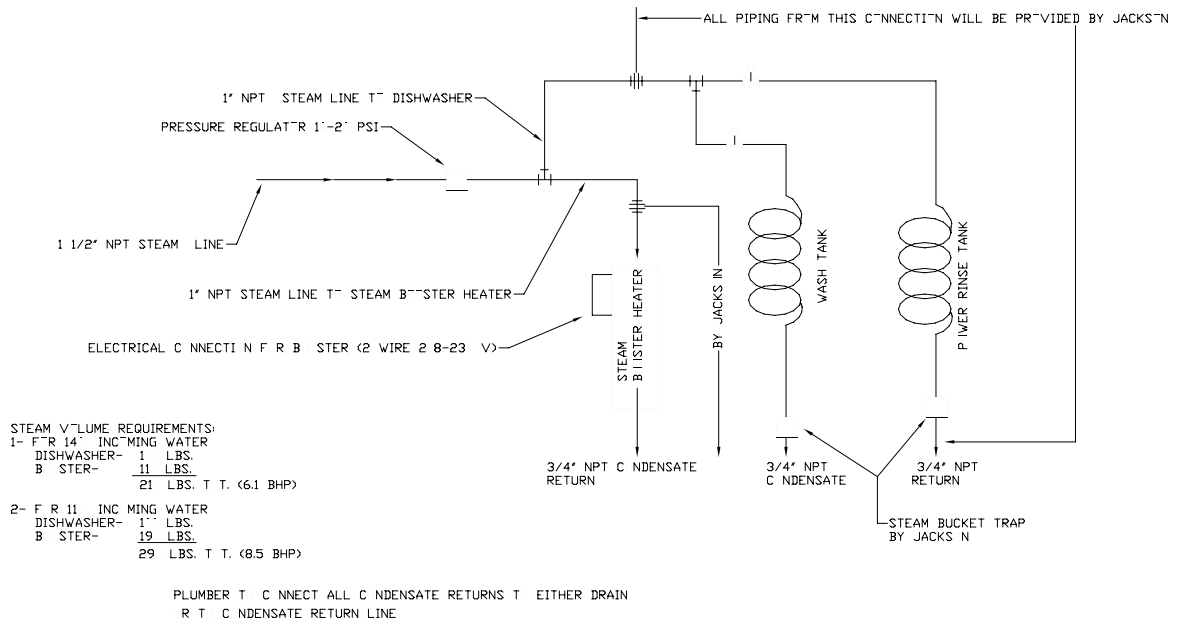 ALL PIPING FR¯M THIS C¯NNECTI¯N WILL BE PR¯VIDED BY JACKS¯N
1" NPT STEAM LINE T¯ DISHWASHER
PRESSURE REGULAT¯R 1¯-2¯ PSI
1 1/2" NPT STEAM LINE
1" NPT STEAM LINE T¯ STEAM B¯¯STER HEATER
ELECTRICAL C NNECTI N F R B STER (2 WIRE 2 8-23 V)
STEAM
B IISTER HEATER
BY JACKS IN
WASH TANK
P IWER RINSE TANK
3/4" NPT C NDENSATE
RETURN
3/4" NPT
C NDENSATE
3/4" NPT
RETURN
STEAM BUCKET TRAP
BY JACKS N
STEAM V¯LUME REQUIREMENTS:
1- F¯R 14¯ INC¯MING WATER
DISHWASHER- 1 LBS.
B STER- 11 LBS.
21 LBS. T T. (6.1 BHP)
2- F R 11 INC MING WATER
DISHWASHER- 1¯¯ LBS.
B STER- 19 LBS.
29 LBS. T T. (8.5 BHP)
PLUMBER T C NNECT ALL C NDENSATE RETURNS T EITHER DRAIN
R T C NDENSATE RETURN LINE